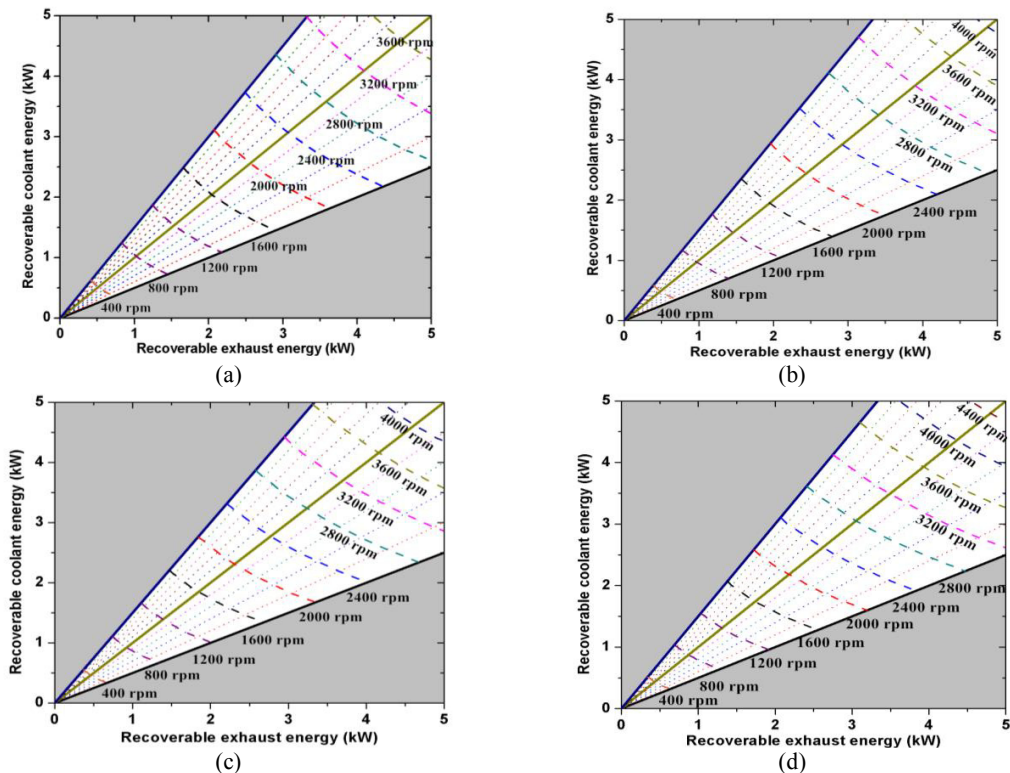 5
4
3
2
1
0
Recoverable coolant energy (kW)
3600 rpm
3200 rpm
2800 rpm
2400 rpm
2000 rpm
1600 rpm
1200 rpm
800 rpm
400 rpm
0 1 2 3 4 5
Recoverable exhaust energy (kW)
(a)
5
4
3
2
1
0
Recoverable coolant energy (kW)
4000 rpm
3600 rpm
3200 rpm
2800 rpm
2400 rpm
2000 rpm
1600 rpm
1200 rpm
800 rpm
400 rpm
0 1 2 3 4 5
Recoverable exhaust energy (kW)
(b)
5
4
3
2
1
0
Recoverable coolant energy (kW)
4000 rpm
3600 rpm
3200 rpm
2800 rpm
2400 rpm
2000 rpm
1600 rpm
1200 rpm
800 rpm
400 rpm
0 1 2 3 4 5
Recoverable exhaust energy (kW)
(c)
5
4
3
2
1
0
Recoverable coolant energy (kW)
4400 rpm
4000 rpm
3600 rpm
3200 rpm
2800 rpm
2400 rpm
2000 rpm
1600 rpm
1200 rpm
800 rpm
400 rpm
0 1 2 3 4 5
Recoverable exhaust energy (kW)
(d)